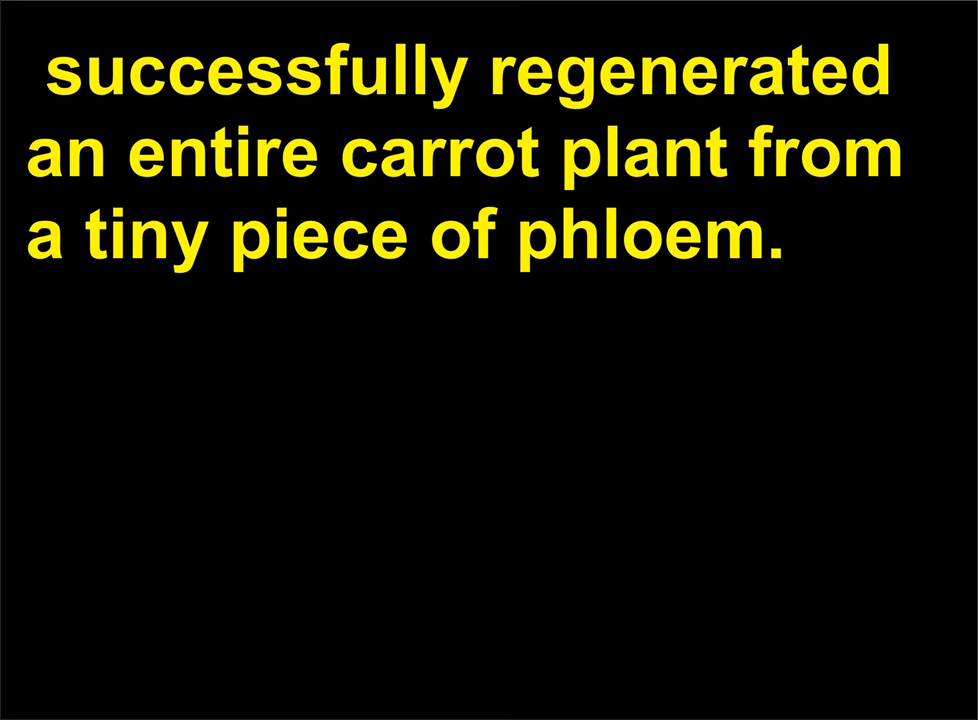 successfully regenerated
an entire carrot plant from
a tiny piece of phloem.